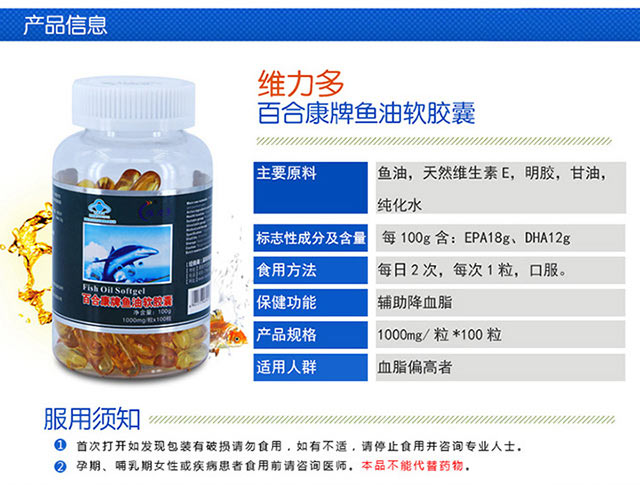 产品信息
维力多
百合康牌鱼油软胶囊
主要原料
鱼油，天然维生素E，明胶，甘油，
纯化水
标志性成分及含量
每100g含：EPA18g、DHA12g
食用方法
每日2次，每次1粒，口服。
保健功能
辅助降血脂
产品规格
1000mg/粒*100粒
适用人群
血脂偏高者
Fish Oil Softgel
百合康牌鱼油软胶囊
净含量：100g
1000mg/粒x100粒
服用须知
1 首次打开如发现包装有破损请勿食用，如有不适，请停止食用并咨询专业人士。
2 孕期、哺乳期女性或疾病患者食用前请咨询医师。本品不能代替药物。